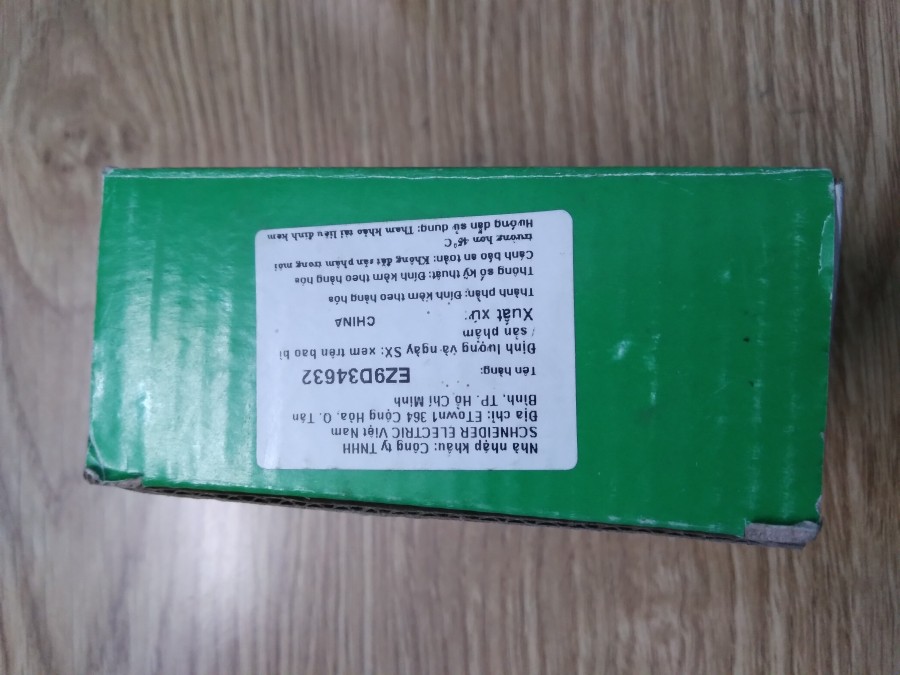 Nhà nhập khẩu: Công ty TNHH
SCHNEIDER ELECTRIC Việt Nam
Địa chỉ: ETown1 364 Cộng Hòa, Q. Tân
Bình, TP. Hồ Chí Minh
Tên hàng: EZ9D34632
Định lượng và ngày SX: xem trên bao bì
sản phẩm
Xuất xứ: CHINA
Thành phần: Đính kèm theo hàng hóa
Thông số kỹ thuật: Đính kèm theo hàng hóa
Cảnh báo an toàn: Không đặt sản phẩm trong môi
trường hơn 45°C
Hướng dẫn sử dụng: Tham khảo tài liệu đính kèm